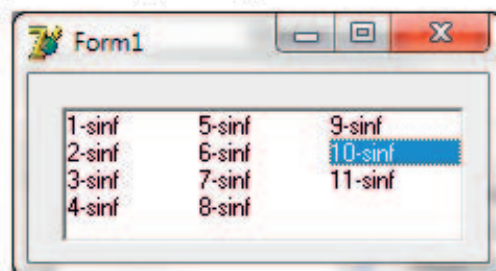 Form1
1-sinf 5-sinf 9-sinf
2-sinf 6-sinf 10-sinf
3-sinf 7-sinf 11-sinf
4-sinf 8-sinf